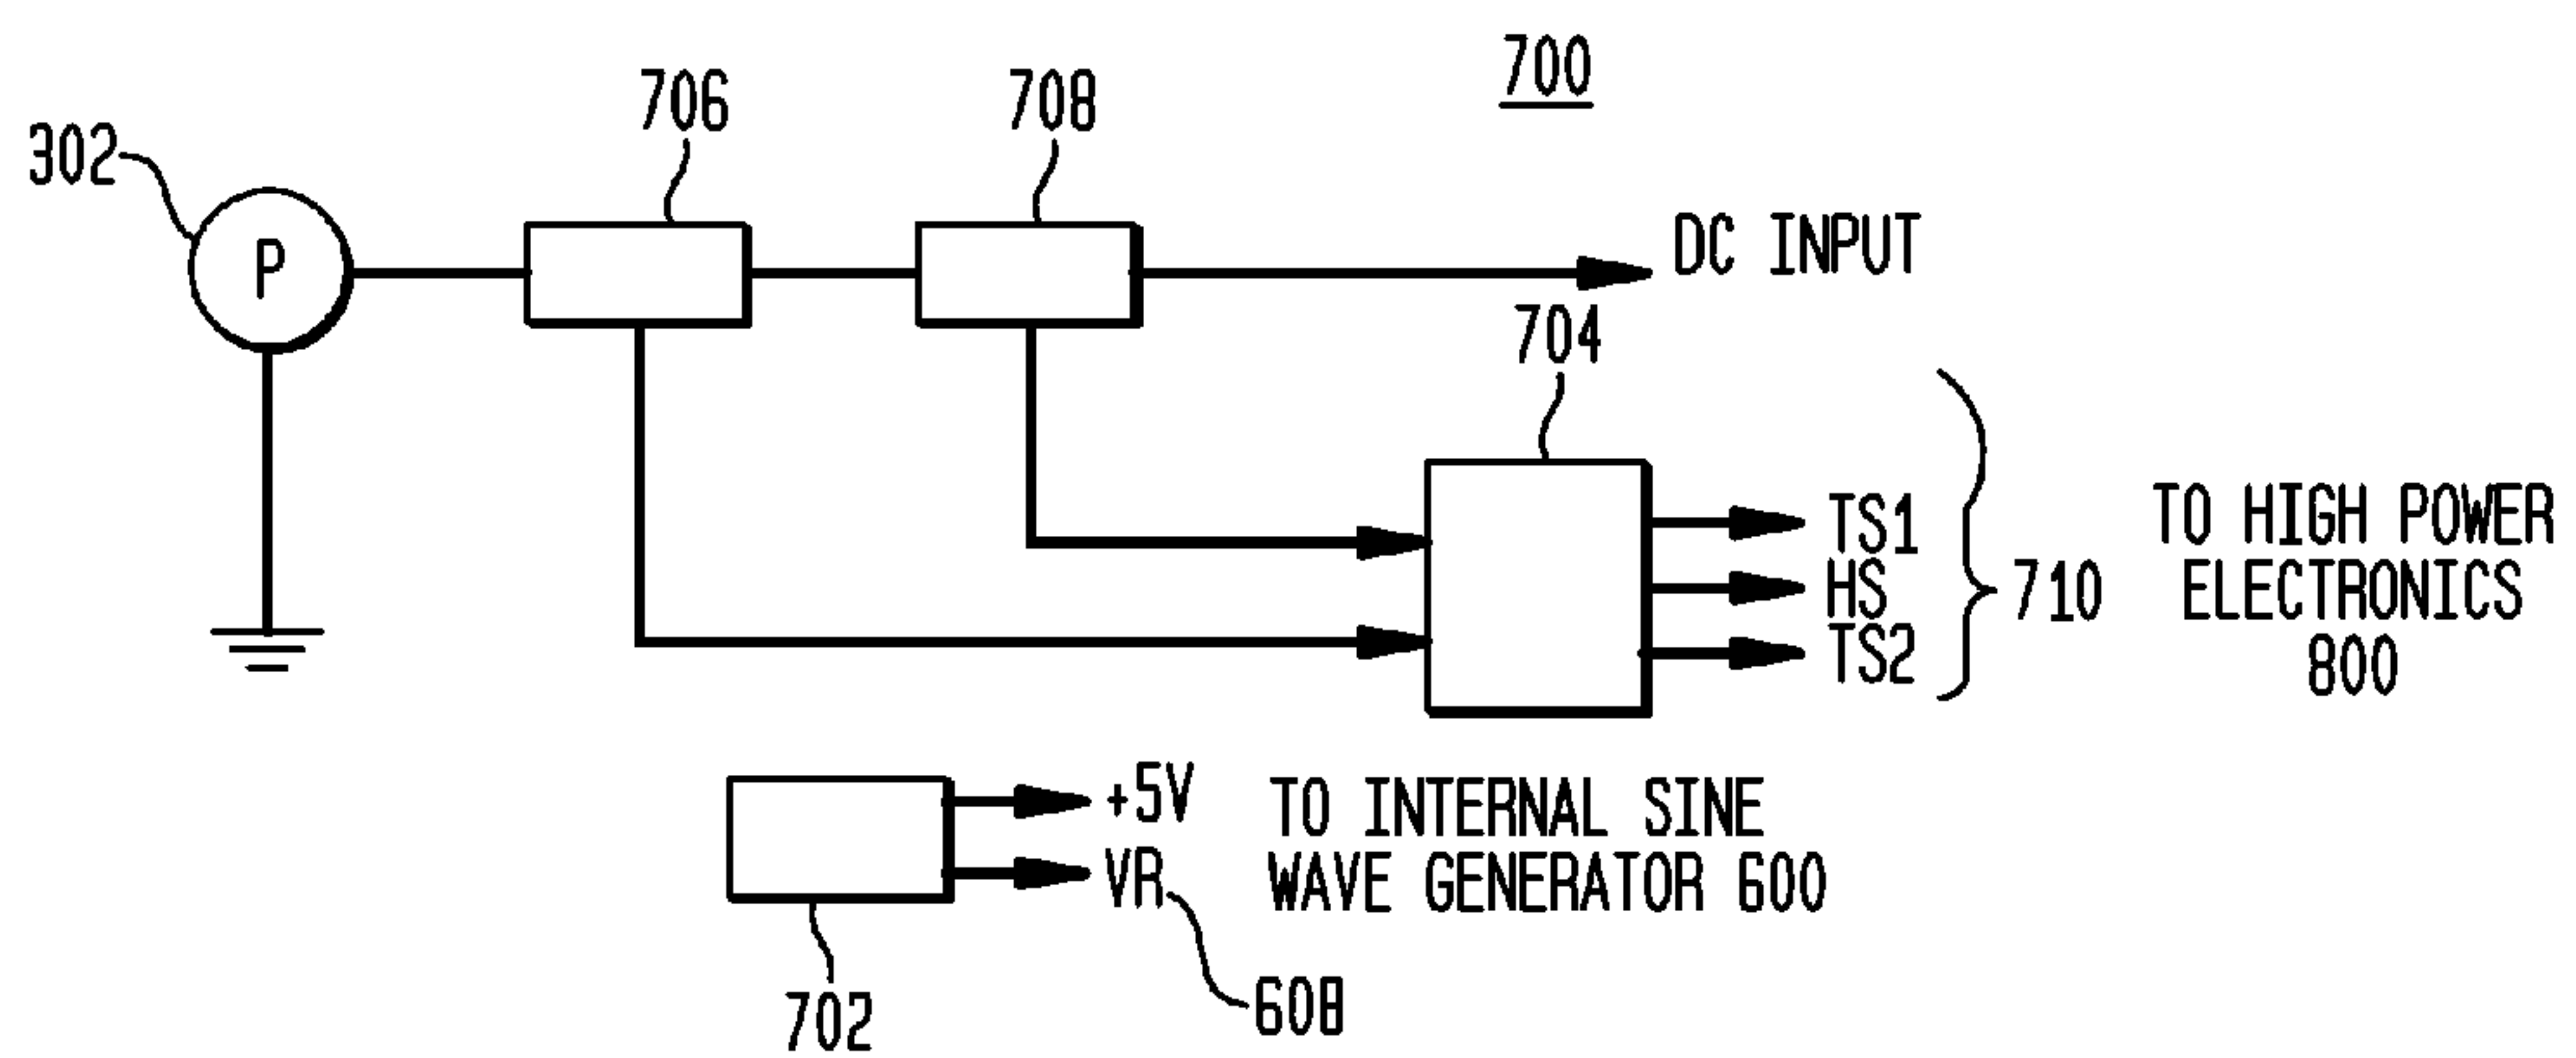 700
706
708
302
P
DC INPUT
704
TS1
HS
TS2
710
TO HIGH POWER
ELECTRONICS
800
+5V
VR
TO INTERNAL SINE
WAVE GENERATOR 600
702
608